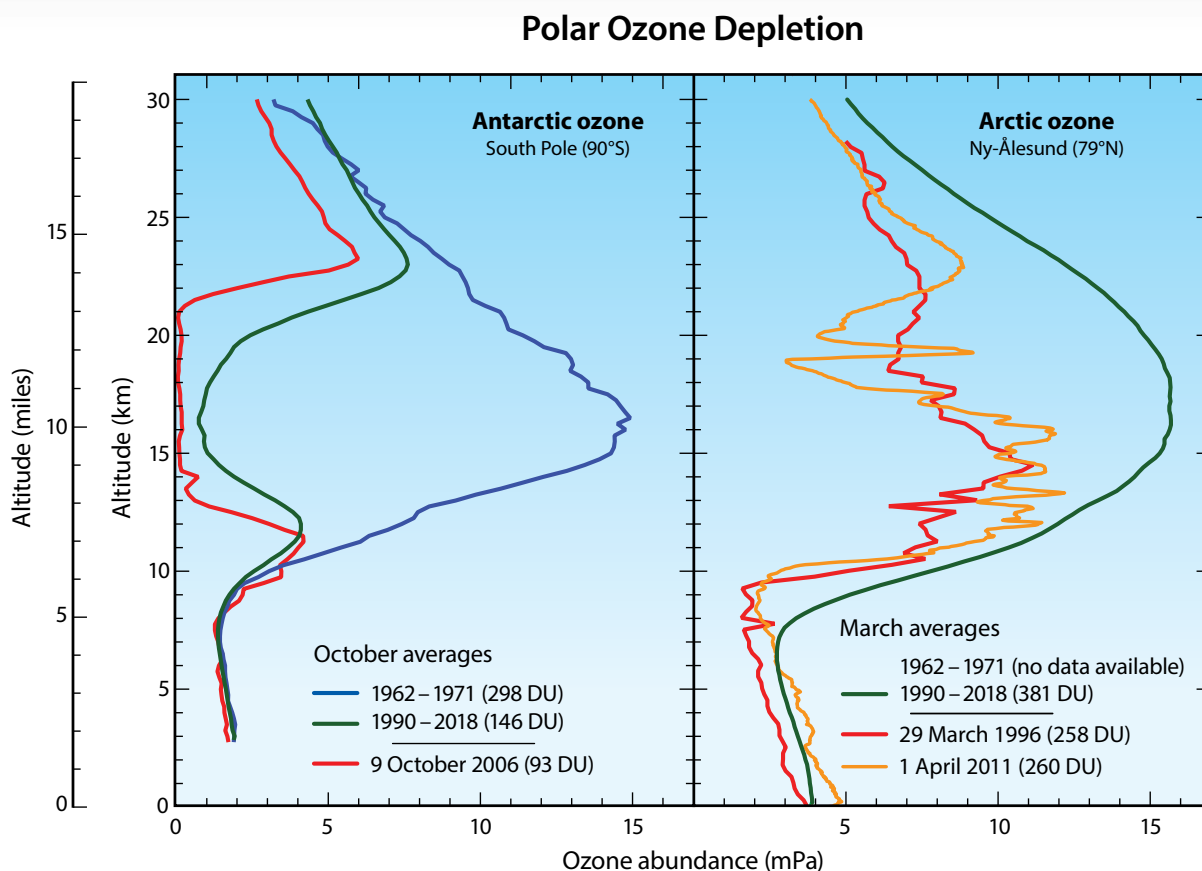 Polar Ozone Depletion
Altitude (miles)
15
10
5
0
Altitude (km)
30
25
20
15
10
5
0
Antarctic ozone
South Pole (90°S)
October averages
1962–1971 (298 DU)
1990–2018 (146 DU)
9 October 2006 (93 DU)
Arctic ozone
Ny-Ålesund (79°N)
March averages
1962–1971 (no data available)
1990–2018 (381 DU)
29 March 1996 (258 DU)
1 April 2011 (260 DU)
0 5 10 15 5 10 15
Ozone abundance (mPa)